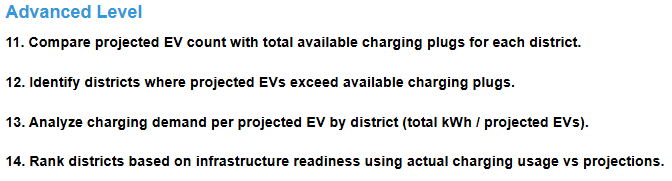 Advanced Level
11. Compare projected EV count with total available charging plugs for each district.
12. Identify districts where projected EVs exceed available charging plugs.
13. Analyze charging demand per projected EV by district (total kWh / projected EVs).
14. Rank districts based on infrastructure readiness using actual charging usage vs projections.